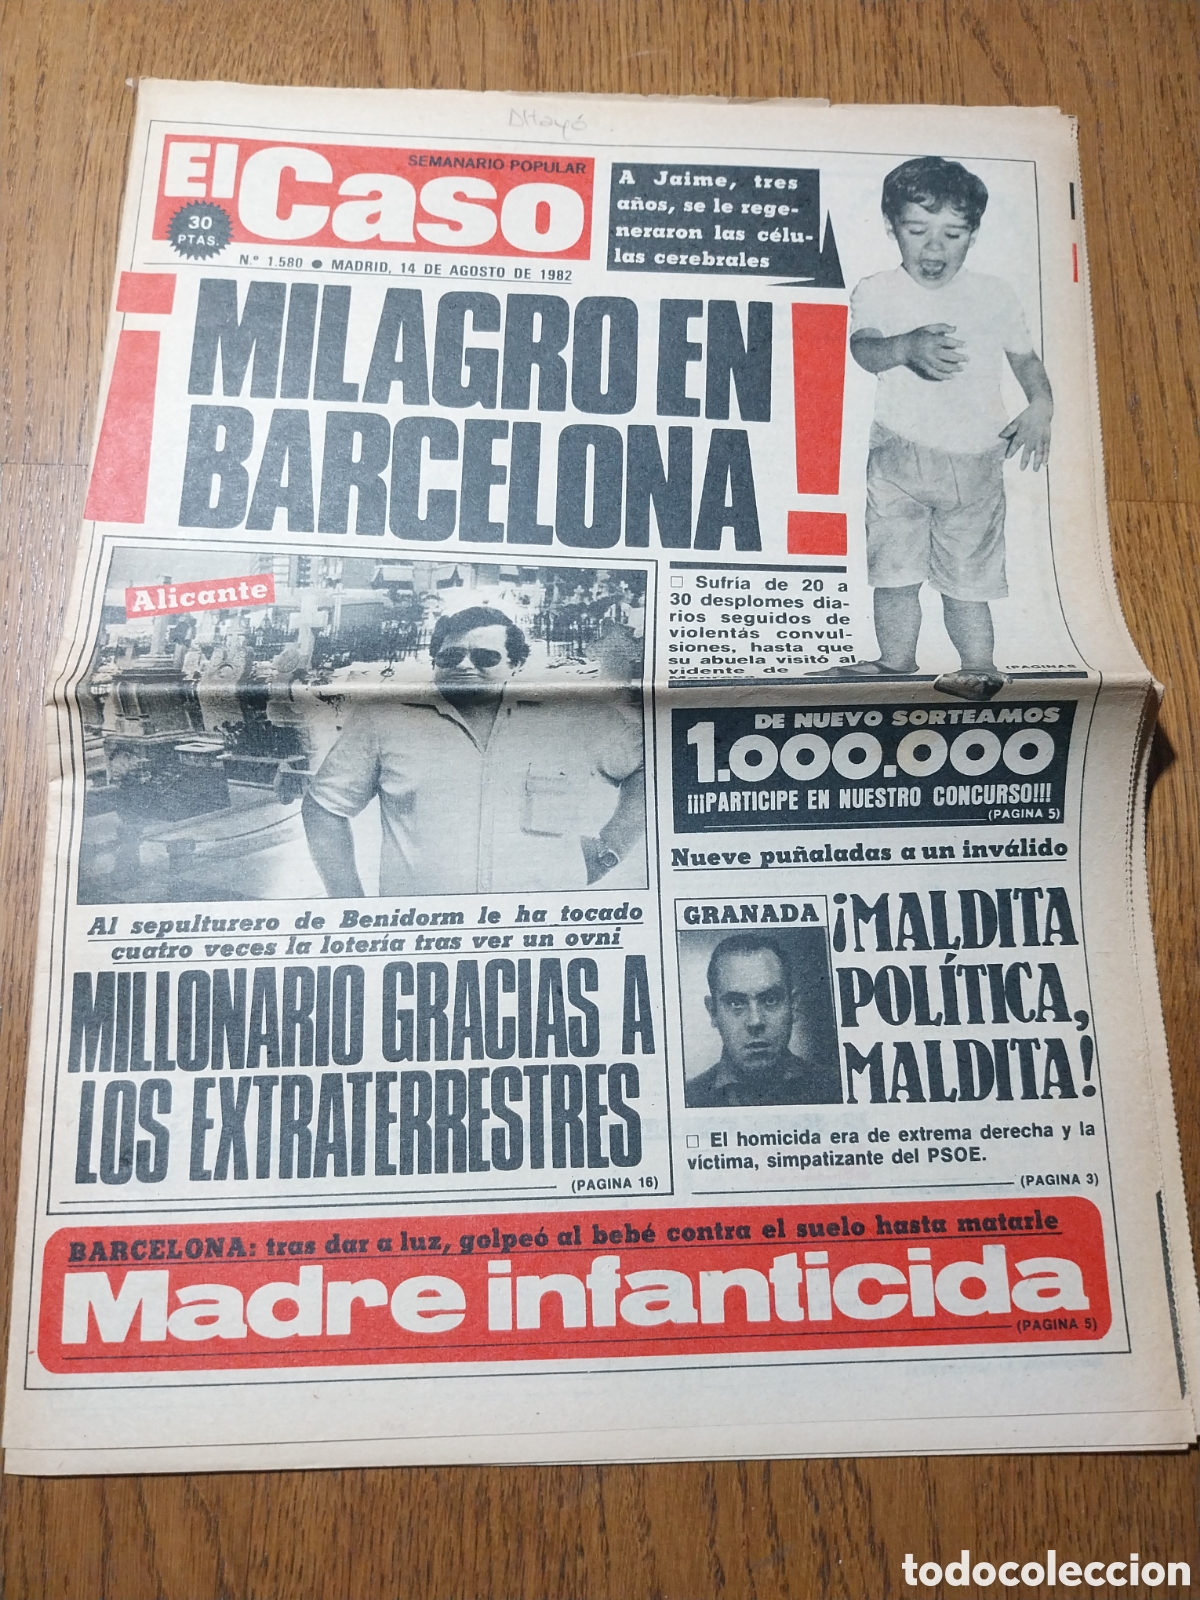 SEMANARIO POPULAR
El Caso
30
PTAS.
N.º 1.580 ● MADRID, 14 DE AGOSTO DE 1982
A Jaime, tres
años, se le rege-
neraron las célu-
las cerebrales
¡MILAGRO EN
BARCELONA!
□ Sufría de 20 a
30 desplomes dia-
rios seguidos de
violentás convul-
siones, hasta que
su abuela visitó al
vidente de
(PAGINAS
Alicante
Al sepulturero de Benidorm le ha tocado
cuatro veces la lotería tras ver un ovni
MILLONARIO GRACIAS A
LOS EXTRATERRESTRES
(PAGINA 16)
DE NUEVO SORTEAMOS
1.000.000
¡¡¡PARTICIPE EN NUESTRO CONCURSO!!!
(PAGINA 5)
Nueve puñaladas a un inválido
GRANADA
¡MALDITA
POLÍTICA,
MALDITA!
□ El homicida era de extrema derecha y la
víctima, simpatizante del PSOE.
(PAGINA 3)
BARCELONA: tras dar a luz, golpeó al bebé contra el suelo hasta matarle
Madre infanticida
(PAGINA 5)
todocoleccion